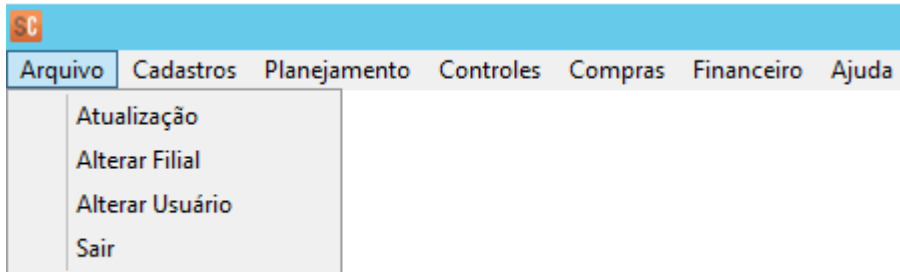 SC
Arquivo Cadastros Planejamento Controles Compras Financeiro Ajuda
Atualização
Alterar Filial
Alterar Usuário
Sair